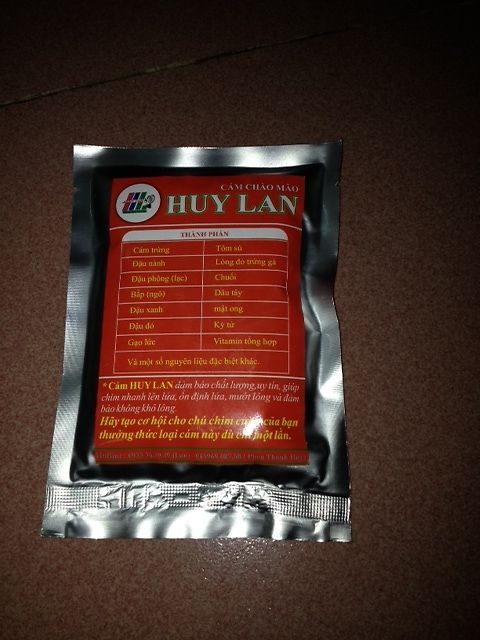 CÁM CHÀO MÀO
HUY LAN
THÀNH PHẦN
Cám trứng Tôm sú
Đậu nành Lòng đỏ trứng gà
Đậu phộng (lạc) Chuối
Bắp (ngô) Dâu tây
Đậu xanh mật ong
Đậu đỏ Kỷ tử
Gạo lức Vitamin tổng hợp
Và một số nguyên liệu đặc biệt khác.
* Cám HUY LAN đảm bảo chất lượng,uy tín, giúp
chim nhanh lên lửa, ổn định lửa, mượt lông và đảm
bảo không khô lông.
Hãy tạo cơ hội cho chú chim của bạn
thưởng thức loại cám này dù chỉ một lần.